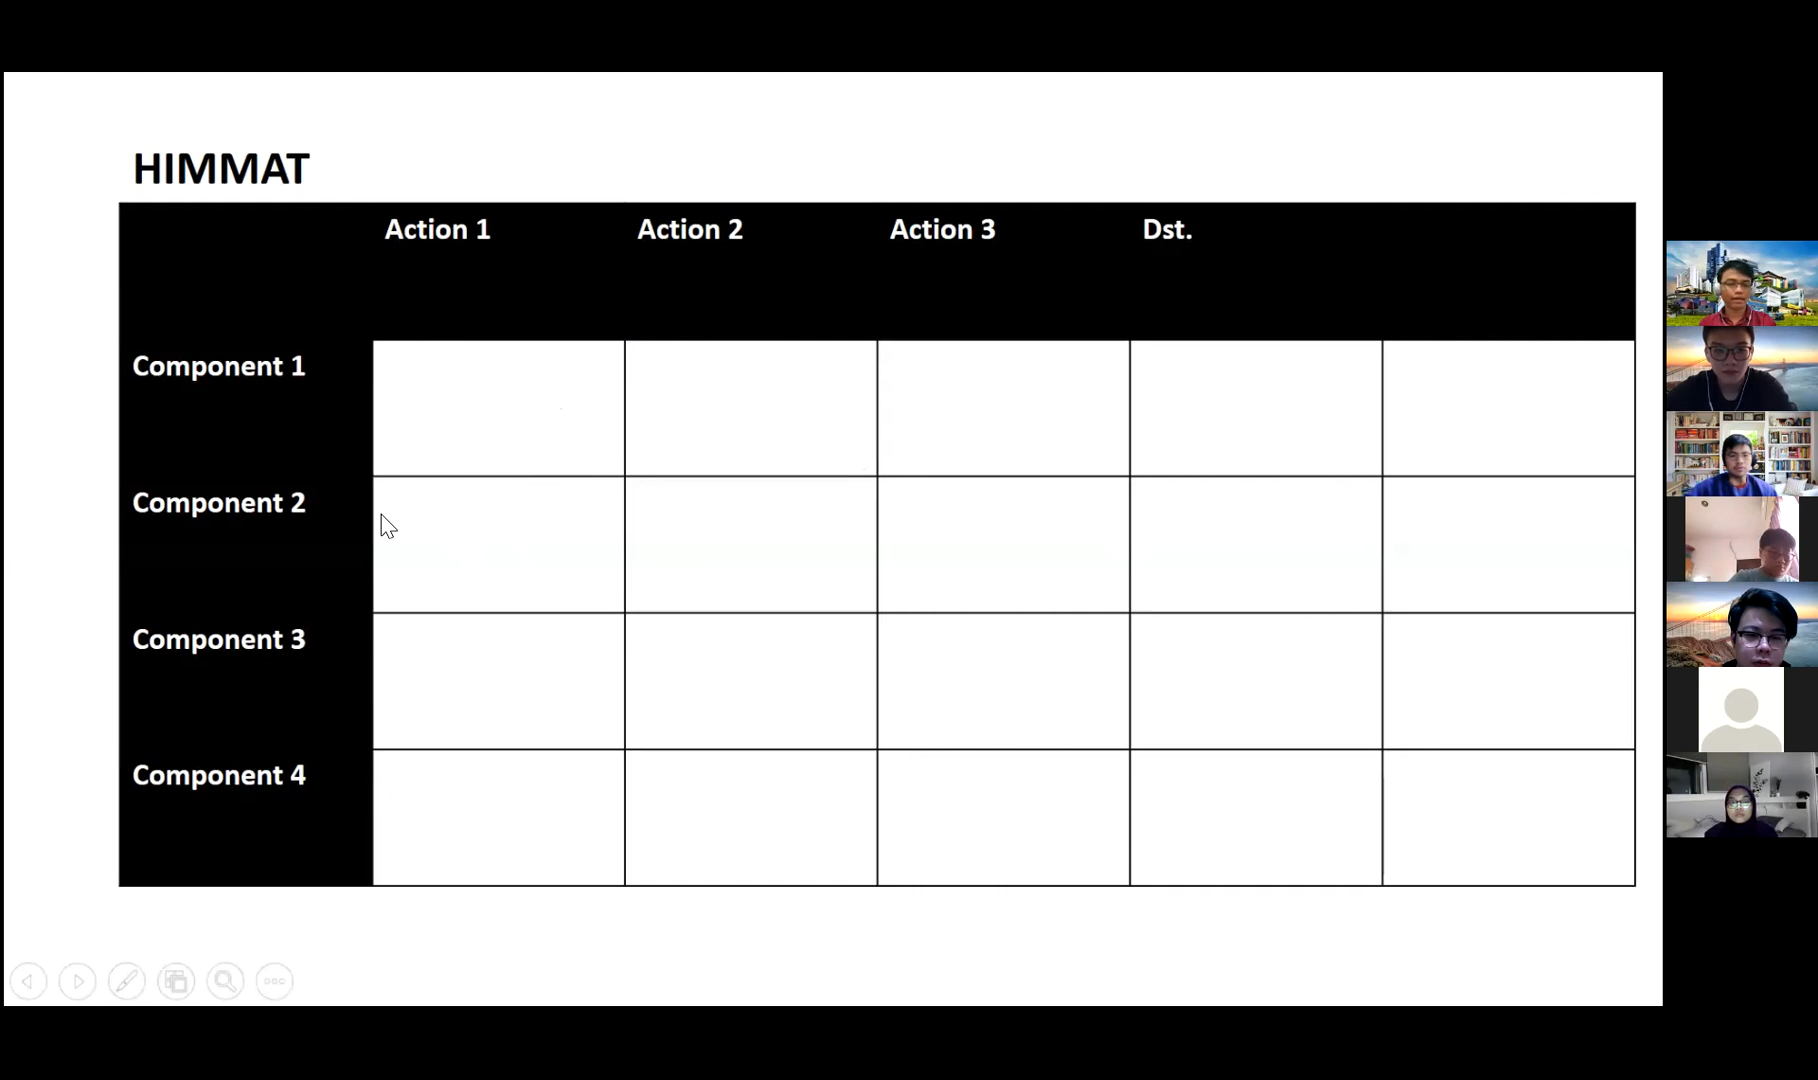 HIMMAT
Action 1 Action 2 Action 3 Dst.
Component 1
Component 2
Component 3
Component 4